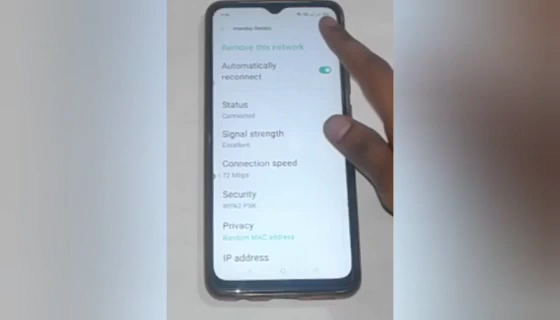 Remove this network
Automatically
reconnect
Status
Connected
Signal strength
Excellent
Connection speed
72 Mbps
Security
WPA2 PSK
Privacy
Random MAC address
IP address